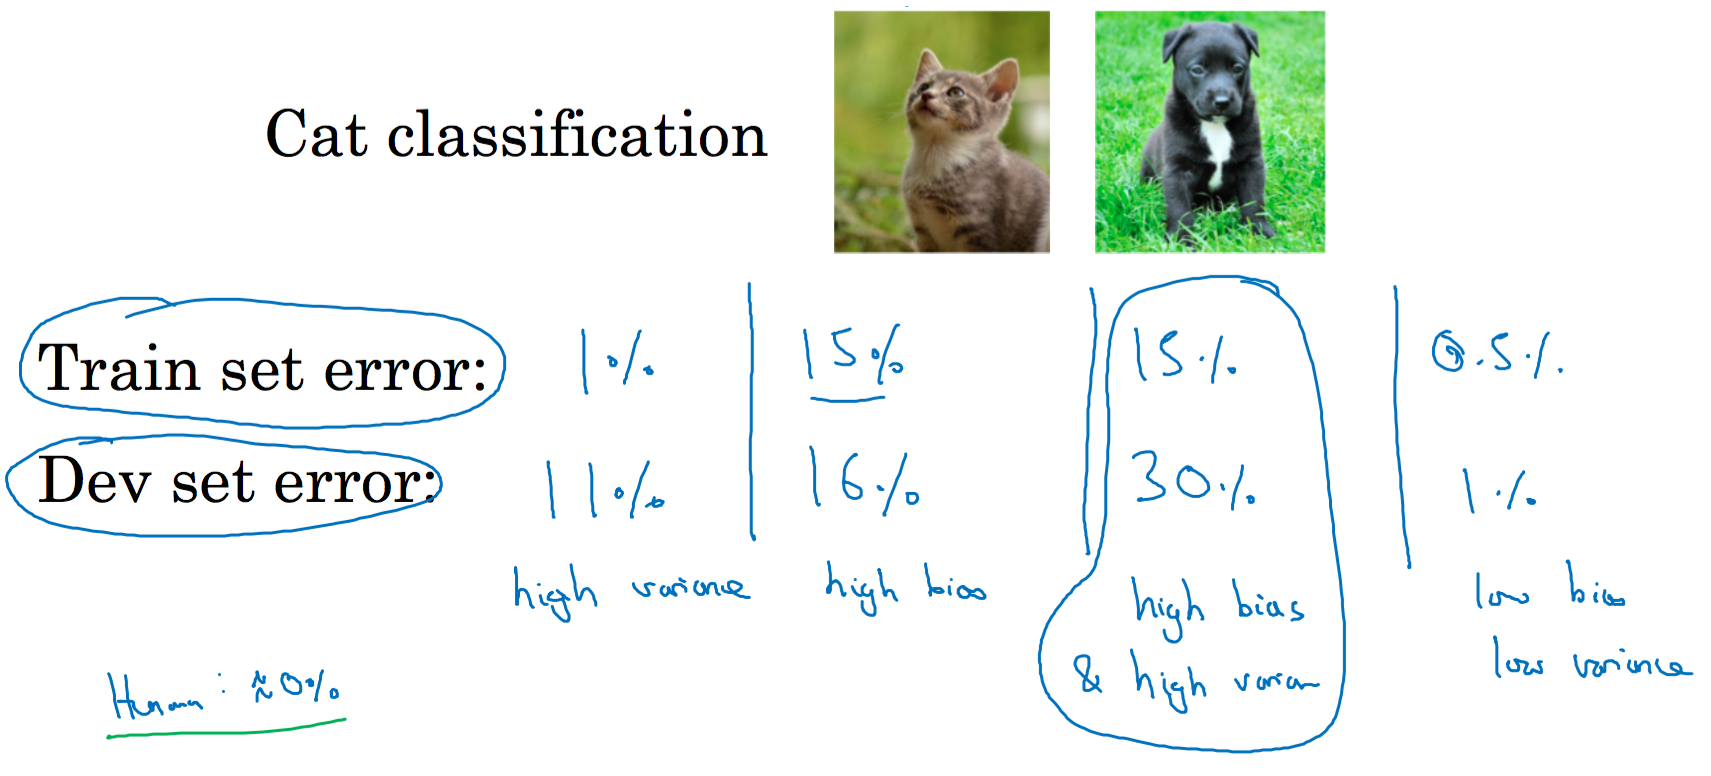 Cat classification
Train set error: 1% 15% 15% 0.5%
Dev set error: 11% 16% 30% 1%
high variance high bias high bias low bias
& high varian low variance
Human: ≈0%